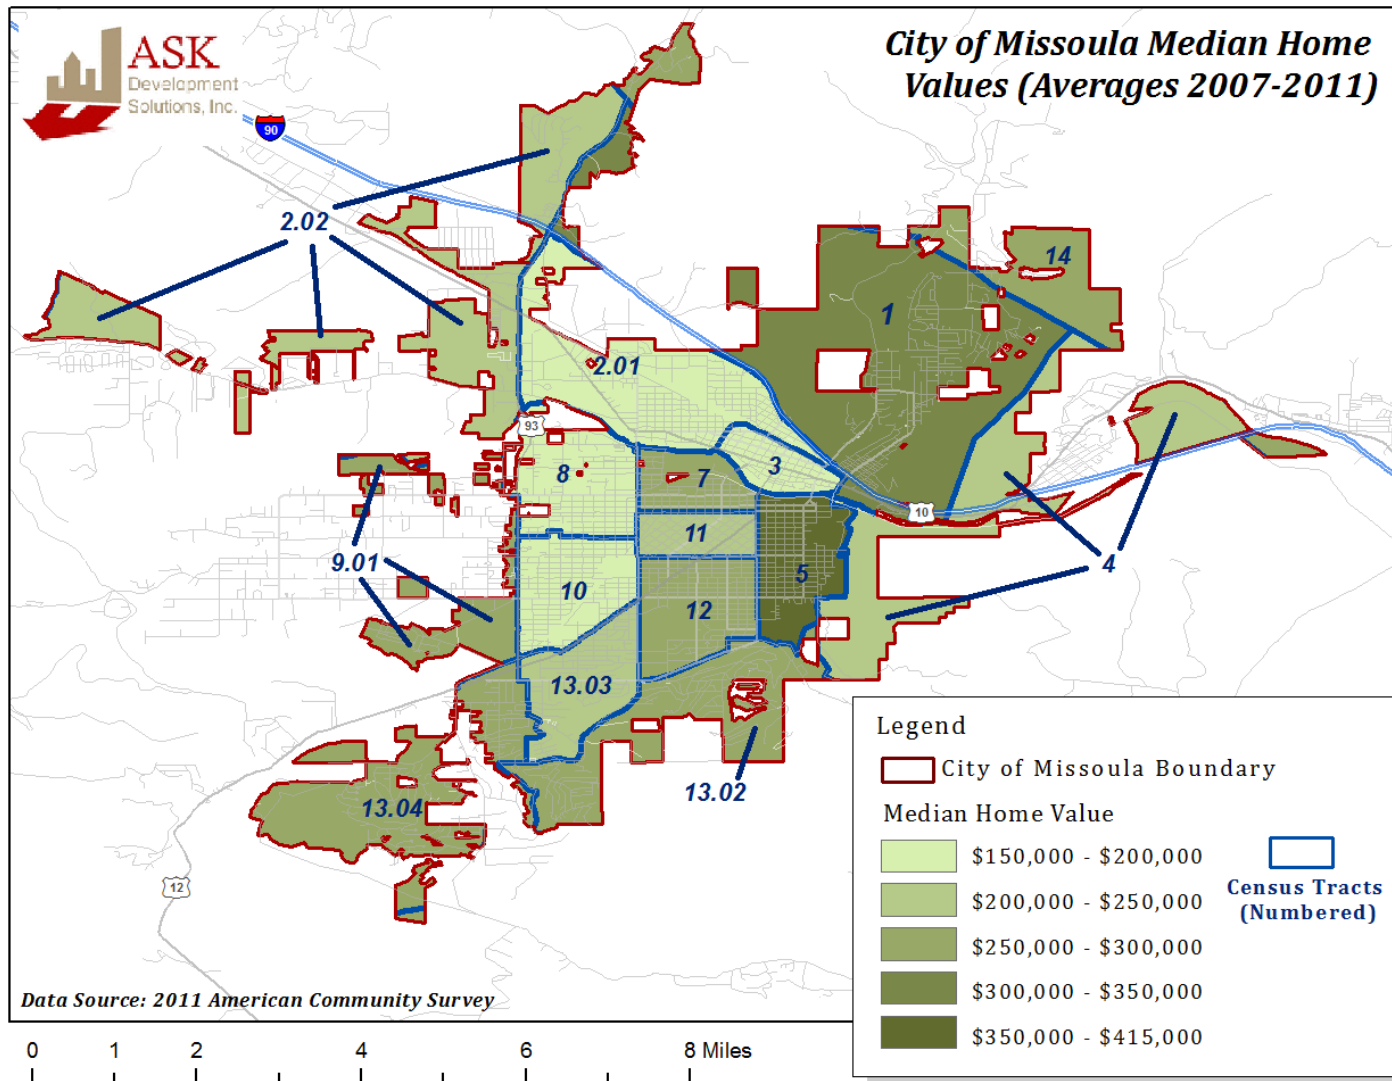 ASK
Development
Solutions, Inc.
City of Missoula Median Home
Values (Averages 2007-2011)
90
2.02
14
1
2.01
93
8
7
3
10
11
9.01
4
5
10
12
13.03
13.02
13.04
12
Legend
City of Missoula Boundary
Median Home Value
$150,000 - $200,000
$200,000 - $250,000
$250,000 - $300,000
$300,000 - $350,000
$350,000 - $415,000
Census Tracts
(Numbered)
Data Source: 2011 American Community Survey
0 1 2 4 6 8 Miles